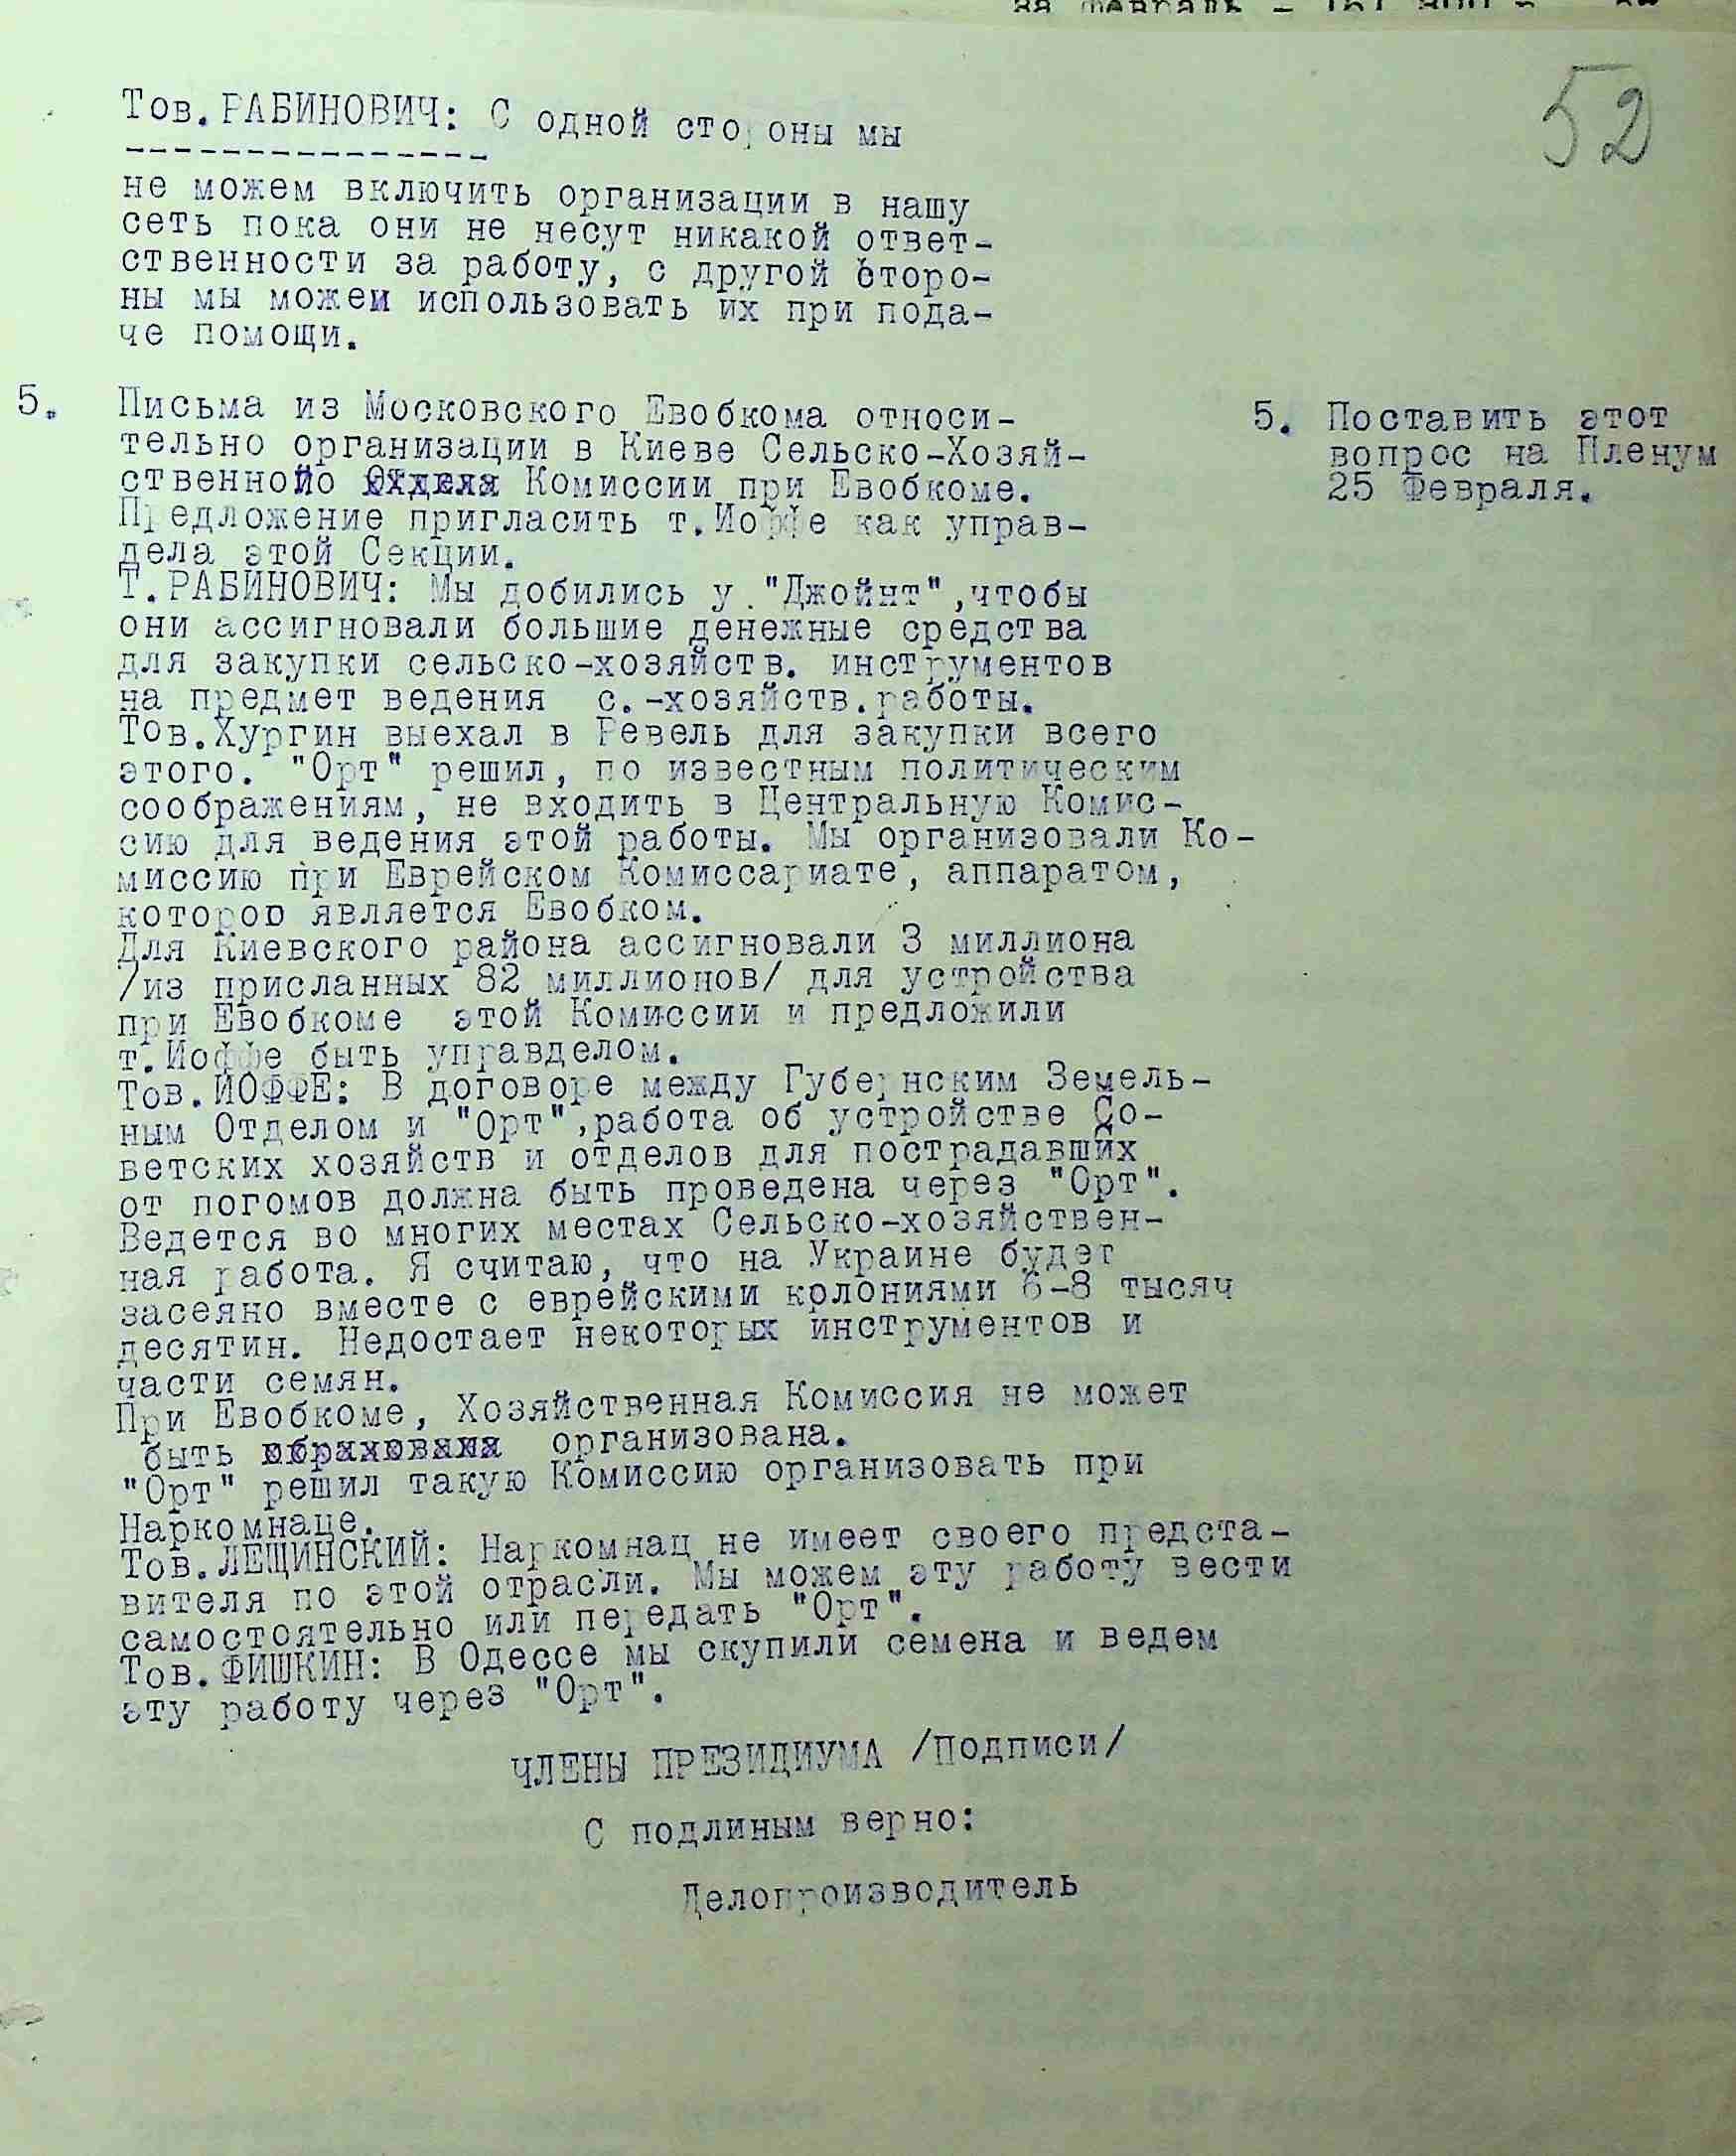 52
Тов.РАБИНОВИЧ: С одной стороны мы
не можем включить организации в нашу
сеть пока они не несут никакой ответ-
ственности за работу, с другой сторо-
ны мы можем использовать их при пода-
че помощи.
5. Письма из Московского Евобкома относи-
тельно организации в Киеве Сельско-Хозяй-
ственной Комиссии при Евобкоме.
Предложение пригласить т.Иоффе как управ-
дела этой Секции.
Т.РАБИНОВИЧ: Мы добились у "Джойнт",чтобы
они ассигновали большие денежные средства
для закупки сельско-хозяйств. инструментов
на предмет ведения с.-хозяйств.работы.
Тов.Хургин выехал в Ревель для закупки всего
этого. "Орт" решил, по известным политическим
соображениям, не входить в Центральную Комис-
сию для ведения этой работы. Мы организовали Ко-
миссию при Еврейском Комиссариате, аппаратом,
которой является Евобком.
Для Киевского района ассигновали 3 миллиона
/из присланных 82 миллионов/ для устройства
при Евобкоме этой Комиссии и предложили
т.Иоффе быть управделом.
Тов.ИОФФЕ: В договоре между Губернским Земель-
ным Отделом и "Орт",работа об устройстве Со-
ветских хозяйств и отделов для пострадавших
от погомов должна быть проведена через "Орт".
Ведется во многих местах Сельско-хозяйствен-
ная работа. Я считаю, что на Украине будет
засеяно вместе с еврейскими колониями 6-8 тысяч
десятин. Недостает некоторых инструментов и
части семян.
При Евобкоме, Хозяйственная Комиссия не может
быть организована.
"Орт" решил такую Комиссию организовать при
Наркомнаце.
Тов.ЛЕЩИНСКИЙ: Наркомнац не имеет своего предста-
вителя по этой отрасли. Мы можем эту работу вести
самостоятельно или передать "Орт".
Тов.ФИШКИН: В Одессе мы скупили семена и ведем
эту работу через "Орт".
5. Поставить этот
вопрос на Пленум
25 Февраля.
ЧЛЕНЫ ПРЕЗИДИУМА /подписи/
С подлиным верно:
Делопроизводитель